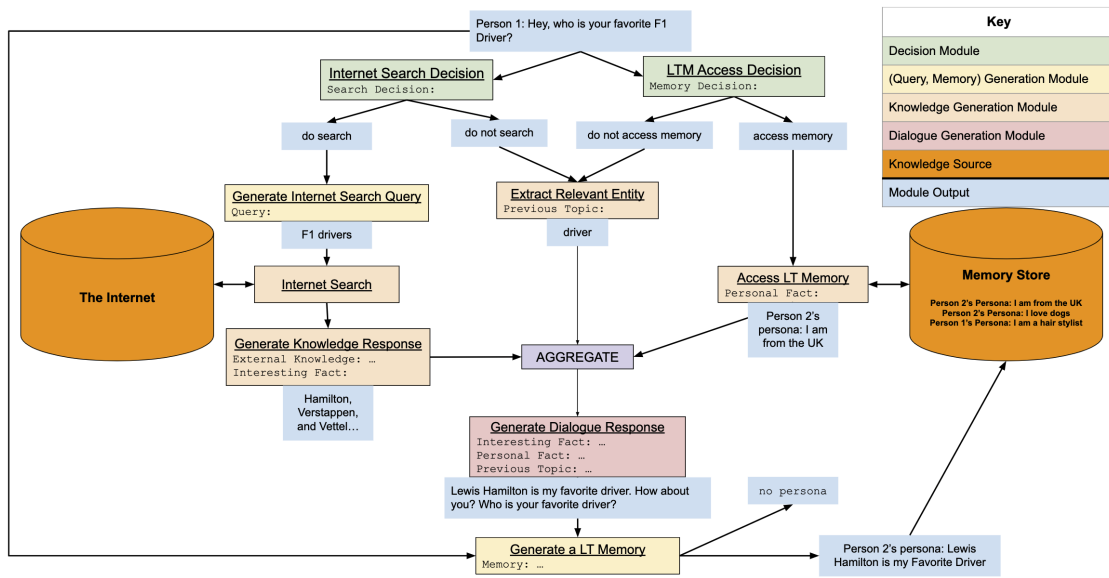 Person 1: Hey, who is your favorite F1
Driver?
Key
Decision Module
(Query, Memory) Generation Module
Knowledge Generation Module
Dialogue Generation Module
Knowledge Source
Module Output
Internet Search Decision
Search Decision:
LTM Access Decision
Memory Decision:
do search
do not search
do not access memory
access memory
Generate Internet Search Query
Query:
F1 drivers
Extract Relevant Entity
Previous Topic:
driver
The Internet
Internet Search
Access LT Memory
Personal Fact:
Person 2's
persona: I am
from the UK
Memory Store
Person 2's Persona: I am from the UK
Person 2's Persona: I love dogs
Person 1's Persona: I am a hair stylist
Generate Knowledge Response
External Knowledge: …
Interesting Fact:
Hamilton,
Verstappen,
and Vettel…
AGGREGATE
Generate Dialogue Response
Interesting Fact: …
Personal Fact: …
Previous Topic: …
Lewis Hamilton is my favorite driver. How about
you? Who is your favorite driver?
no persona
Generate a LT Memory
Memory: …
Person 2's persona: Lewis
Hamilton is my Favorite Driver